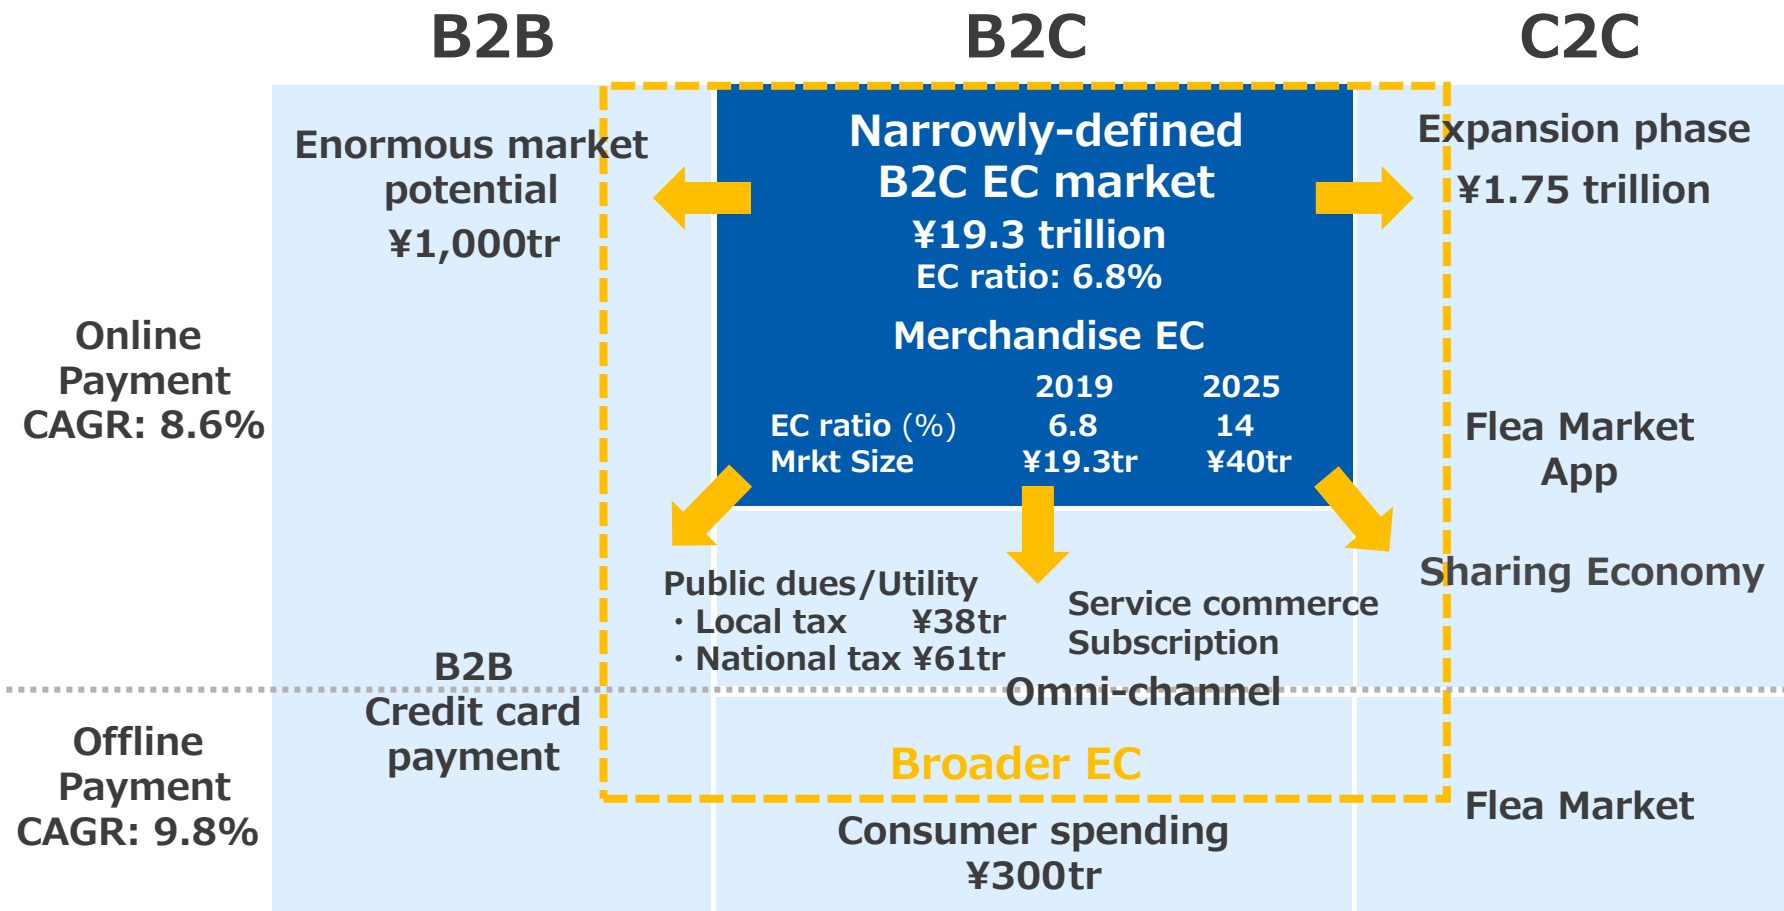 B2B
B2C
C2C
Enormous market
potential
¥1,000tr
Narrowly-defined
B2C EC market
¥19.3 trillion
EC ratio: 6.8%
Merchandise EC
2019 2025
EC ratio (%) 6.8 14
Mrkt Size ¥19.3tr ¥40tr
Expansion phase
¥1.75 trillion
Online
Payment
CAGR: 8.6%
Flea Market
App
Sharing Economy
Public dues/Utility
・Local tax ¥38tr
・National tax ¥61tr
Service commerce
Subscription
Omni-channel
B2B
Credit card
payment
Offline
Payment
CAGR: 9.8%
Broader EC
Consumer spending
¥300tr
Flea Market